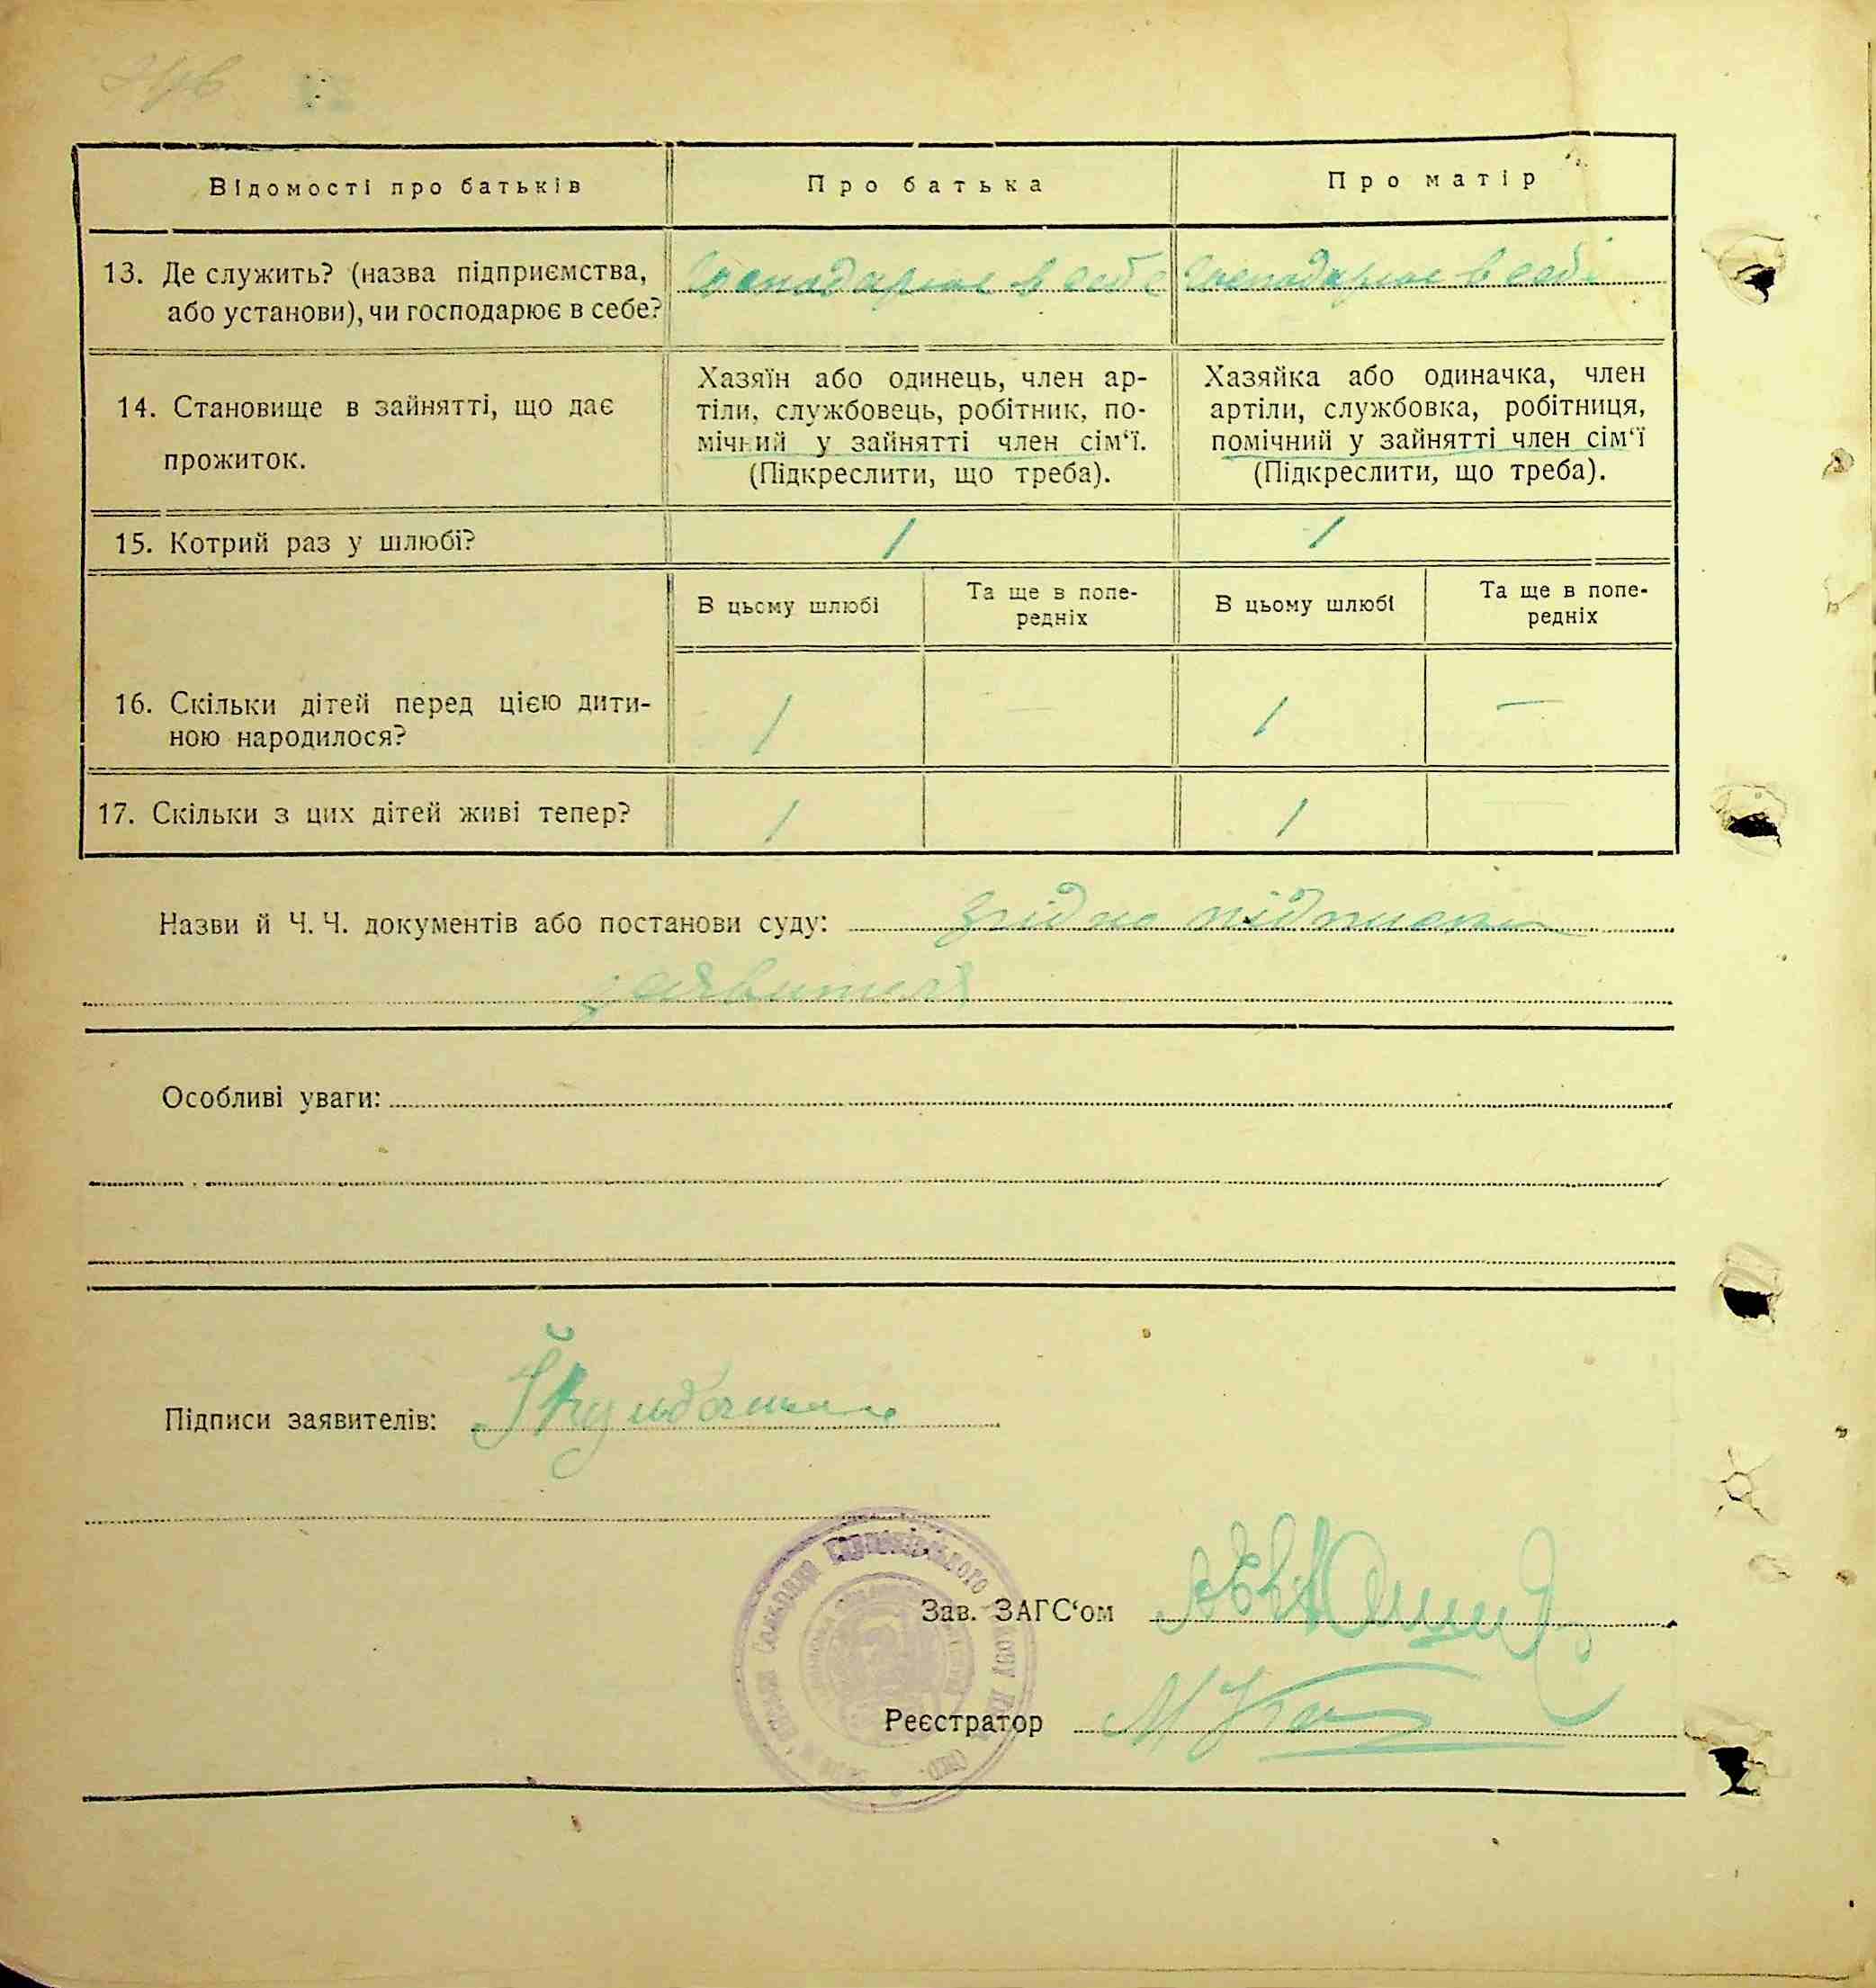 Відомості про батьків
Про батька
Про матір
13. Де служить? (назва підприємства,
або установи), чи господарює в себе?
господарює в себе
господарює в себе
14. Становище в зайнятті, що дає
прожиток.
Хазяїн або одинець, член ар-
тіли, службовець, робітник, по-
мічний у зайнятті член сім‘ї.
(Підкреслити, що треба).
Хазяйка або одиначка, член
артіли, службовка, робітниця,
помічний у зайнятті член сім‘ї
(Підкреслити, що треба).
15. Котрий раз у шлюбі?
1
1
В цьому шлюбі
Та ще в попе-
редніх
В цьому шлюбі
Та ще в попе-
редніх
16. Скільки дітей перед цією дити-
ною народилося?
1
—
1
—
17. Скільки з цих дітей живі тепер?
1
1
Назви й Ч. Ч. документів або постанови суду: згідно підписки
заявителя
Особливі уваги:
Підписи заявителів:
Зав. ЗАГС‘ом
Реєстратор